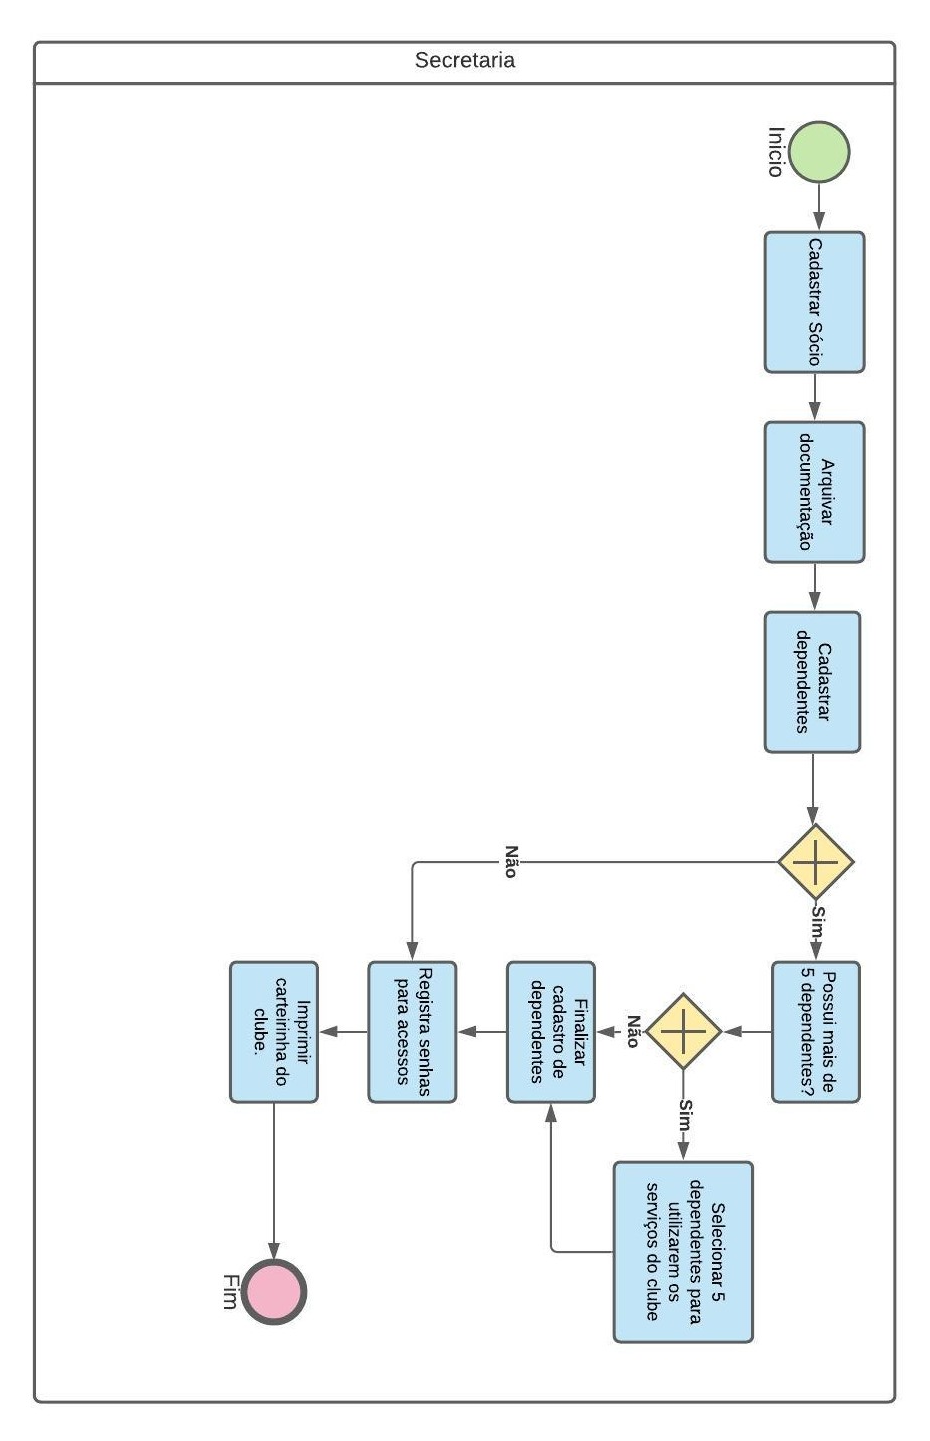 Secretaria
Inicio
Cadastrar Sócio
Arquivar
documentação
Cadastrar
dependentes
Sim
Não
Possui mais de
5 dependentes?
Não
Sim
Selecionar 5
dependentes para
utilizarem os
serviços do clube
Finalizar
cadastro de
dependentes
Registra senhas
para acessos
Imprimir
carteirinha do
clube.
Fim